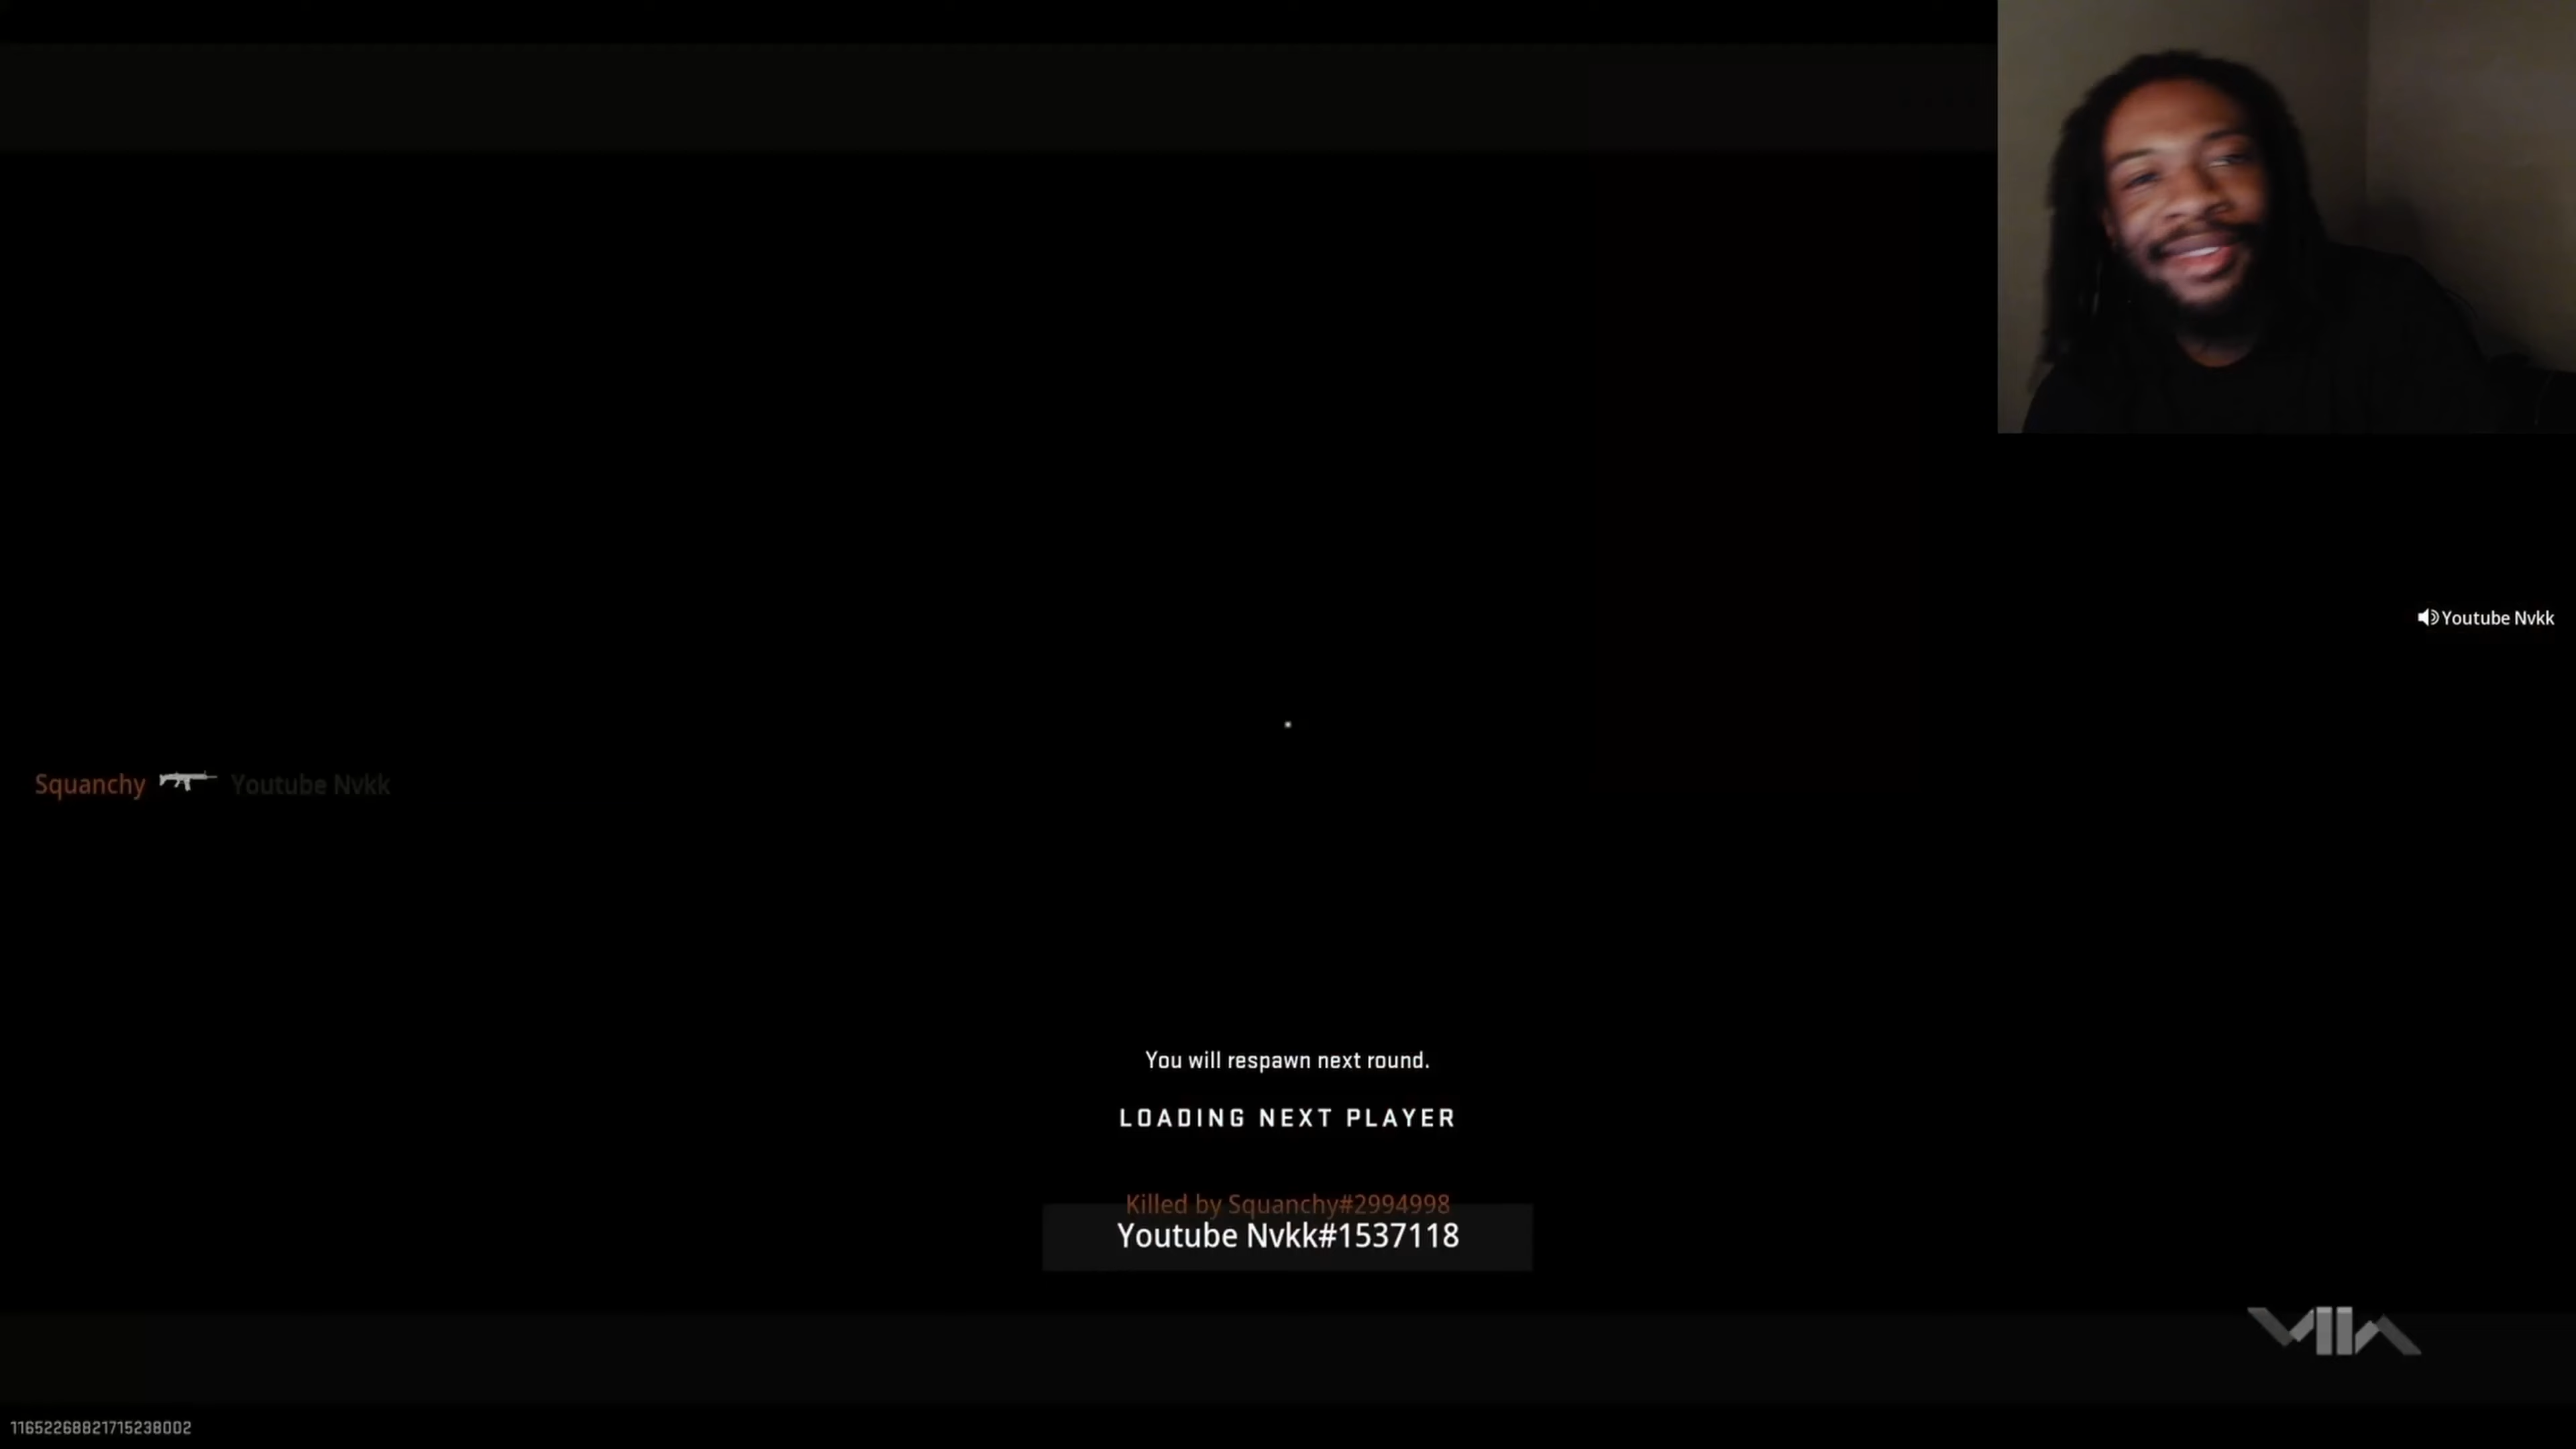 Youtube Nvkk
Squanchy Youtube Nvkk
You will respawn next round.
LOADING NEXT PLAYER
Killed by Squanchy#2994998
Youtube Nvkk#1537118
11652268821715238002